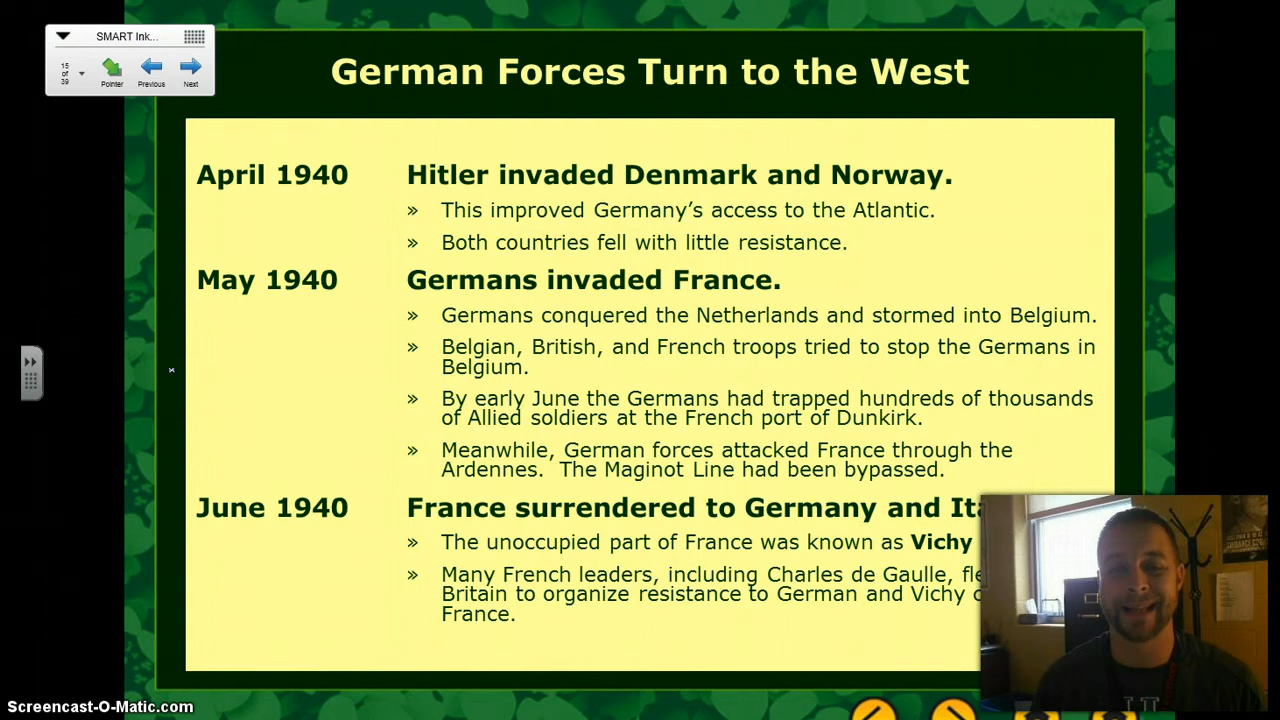 SMART Ink...
15
of
39
Pointer
Previous
Next
German Forces Turn to the West
April 1940
Hitler invaded Denmark and Norway.
» This improved Germany’s access to the Atlantic.
» Both countries fell with little resistance.
May 1940
Germans invaded France.
» Germans conquered the Netherlands and stormed into Belgium.
» Belgian, British, and French troops tried to stop the Germans in
Belgium.
» By early June the Germans had trapped hundreds of thousands
of Allied soldiers at the French port of Dunkirk.
» Meanwhile, German forces attacked France through the
Ardennes. The Maginot Line had been bypassed.
June 1940
France surrendered to Germany and
» The unoccupied part of France was known as Vichy
» Many French leaders, including Charles de Gaulle,
Britain to organize resistance to German and Vichy
France.
Screencast-O-Matic.com